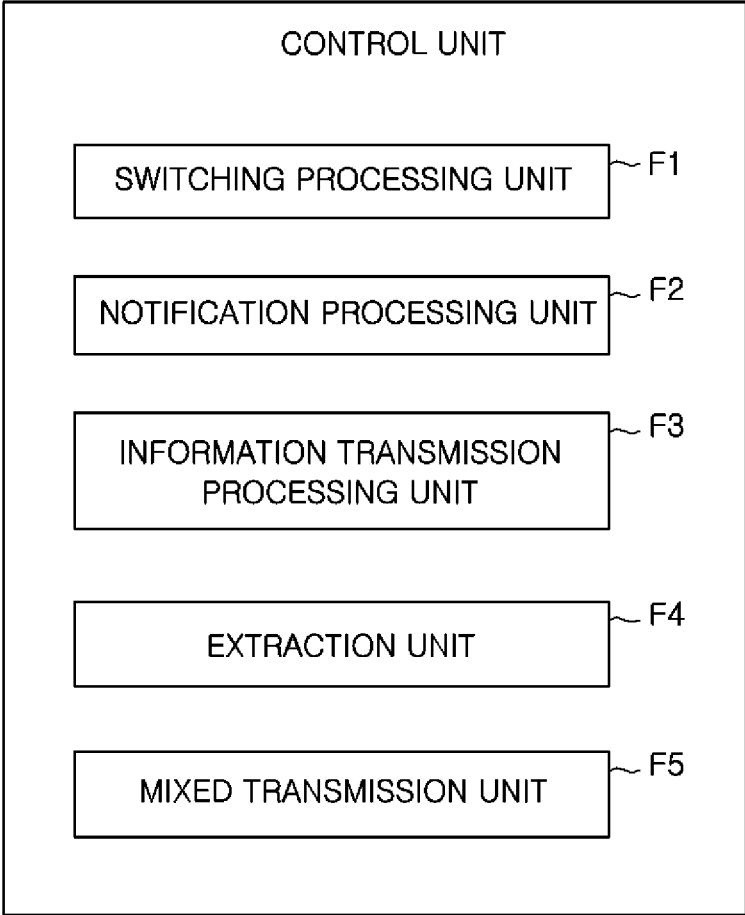 CONTROL UNIT
SWITCHING PROCESSING UNIT
F1
NOTIFICATION PROCESSING UNIT
F2
INFORMATION TRANSMISSION
PROCESSING UNIT
F3
EXTRACTION UNIT
F4
MIXED TRANSMISSION UNIT
F5